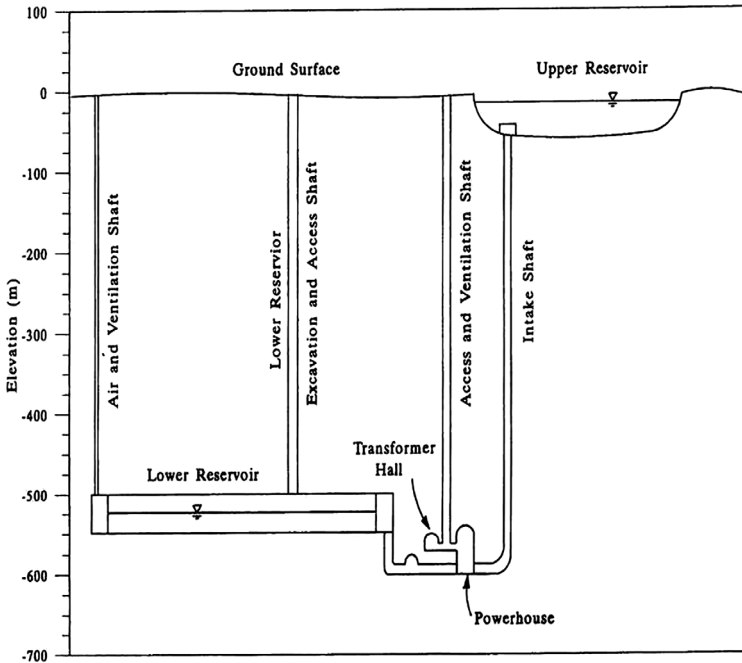 100
Ground Surface
Upper Reservoir
0
-100
-200
-300
-400
-500
-600
-700
Elevation (m)
Air and Ventilation Shaft
Lower Reservior
Excavation and Access Shaft
Access and Ventilation Shaft
Intake Shaft
Transformer
Hall
Lower Reservoir
Powerhouse